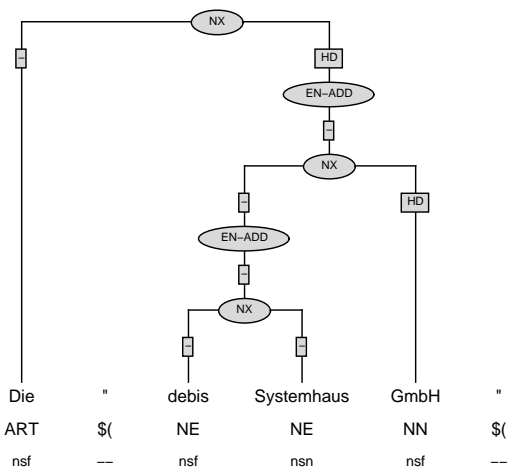 NX
– HD
EN–ADD
–
NX
– HD
EN–ADD
–
NX
– –
Die " debis Systemhaus GmbH "
ART $( NE NE NN $(
nsf –– nsf nsn nsf ––